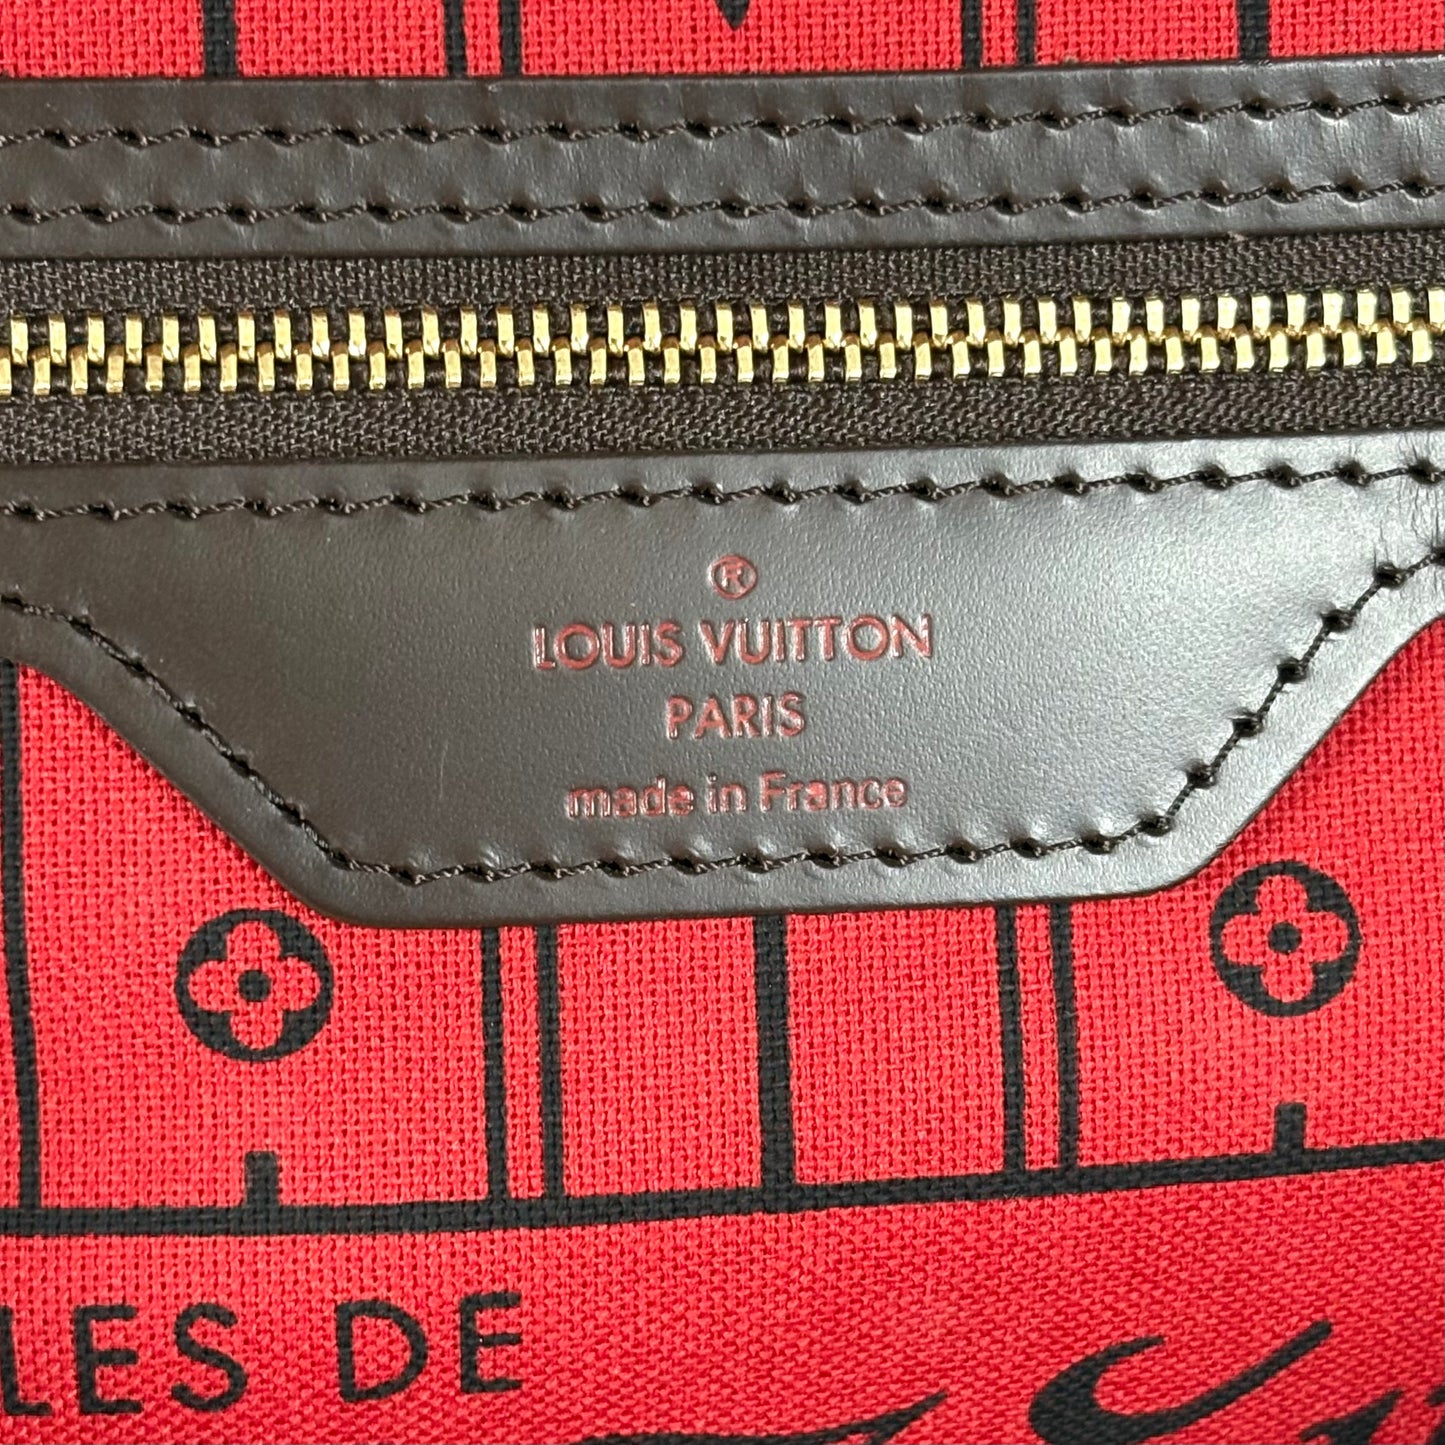 ®
LOUIS VUITTON
PARIS
made in France
LES DE